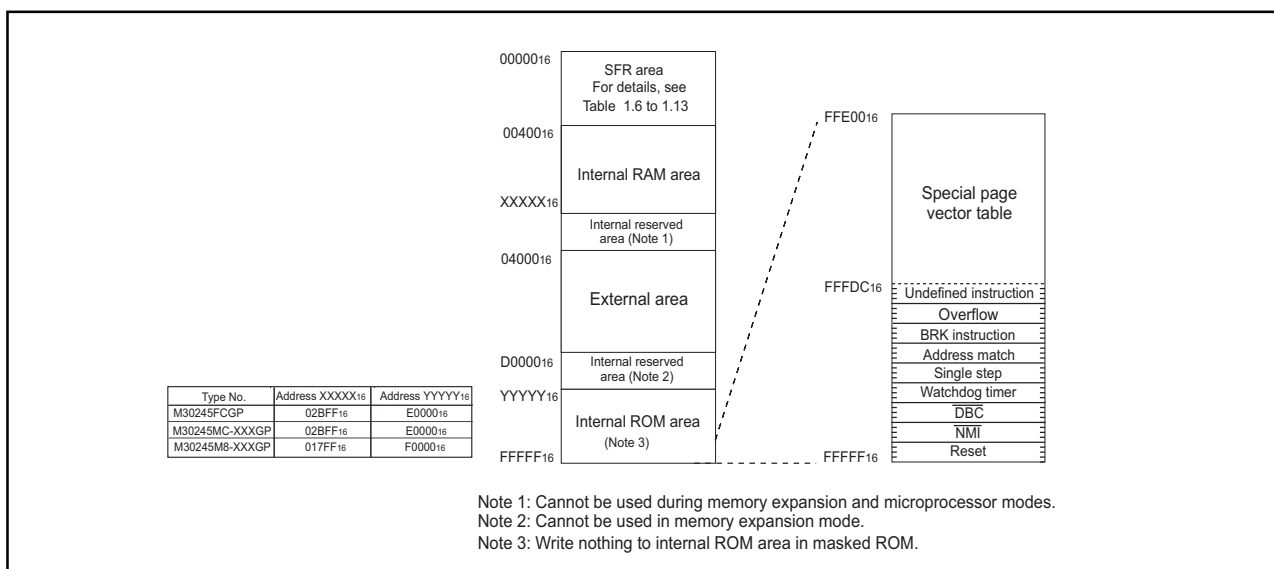 0000016
SFR area
For details, see
Table 1.6 to 1.13
0040016
Internal RAM area
XXXXX16
Internal reserved
area (Note 1)
0400016
External area
D000016
Internal reserved
area (Note 2)
YYYYY16
Internal ROM area
(Note 3)
FFFFF16
FFE0016
Special page
vector table
FFFDC16
Undefined instruction
Overflow
BRK instruction
Address match
Single step
Watchdog timer
DBC
NMI
Reset
FFFFF16
Type No. Address XXXXX16 Address YYYYY16
M30245FCGP 02BFF16 E000016
M30245MC-XXXGP 02BFF16 E000016
M30245M8-XXXGP 017FF16 F000016
Note 1: Cannot be used during memory expansion and microprocessor modes.
Note 2: Cannot be used in memory expansion mode.
Note 3: Write nothing to internal ROM area in masked ROM.